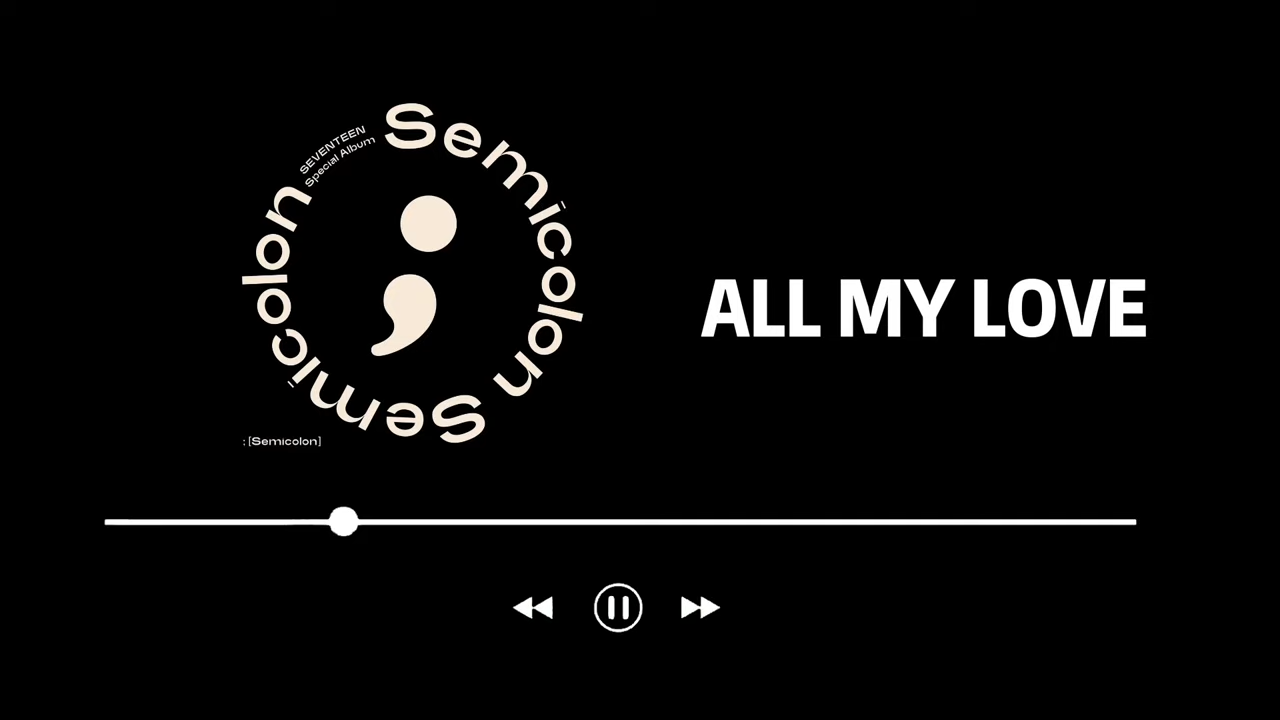 SEVENTEEN
Special Album
Semicolon Semicolon Semicolon
ALL MY LOVE
; [Semicolon]